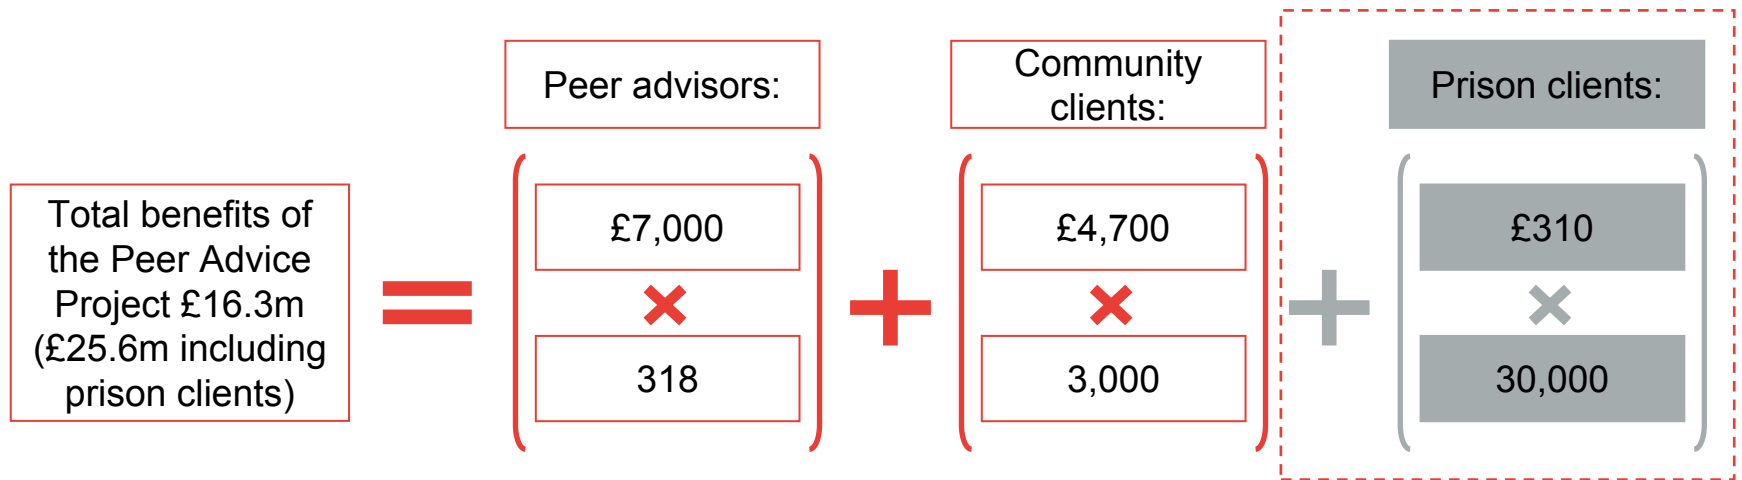 Total benefits of
the Peer Advice
Project £16.3m
(£25.6m including
prison clients)
=
Peer advisors:
£7,000
×
318
+
Community
clients:
£4,700
×
3,000
+
Prison clients:
£310
×
30,000